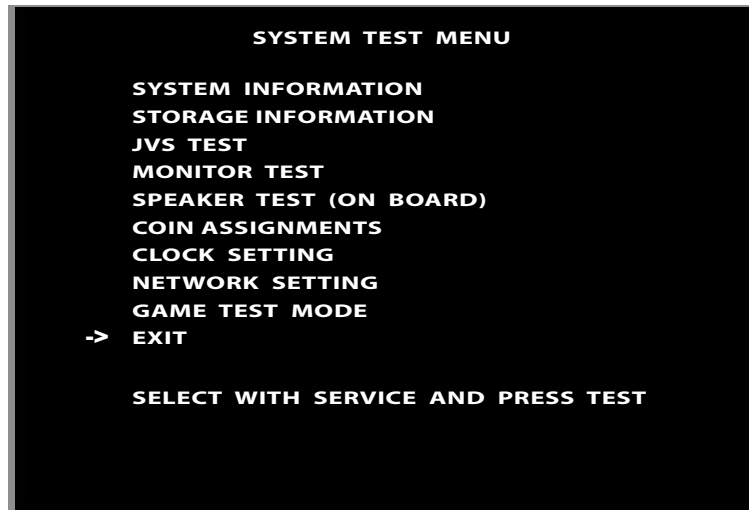 SYSTEM TEST MENU
SYSTEM INFORMATION
STORAGE INFORMATION
JVS TEST
MONITOR TEST
SPEAKER TEST (ON BOARD)
COIN ASSIGNMENTS
CLOCK SETTING
NETWORK SETTING
GAME TEST MODE
-> EXIT
SELECT WITH SERVICE AND PRESS TEST